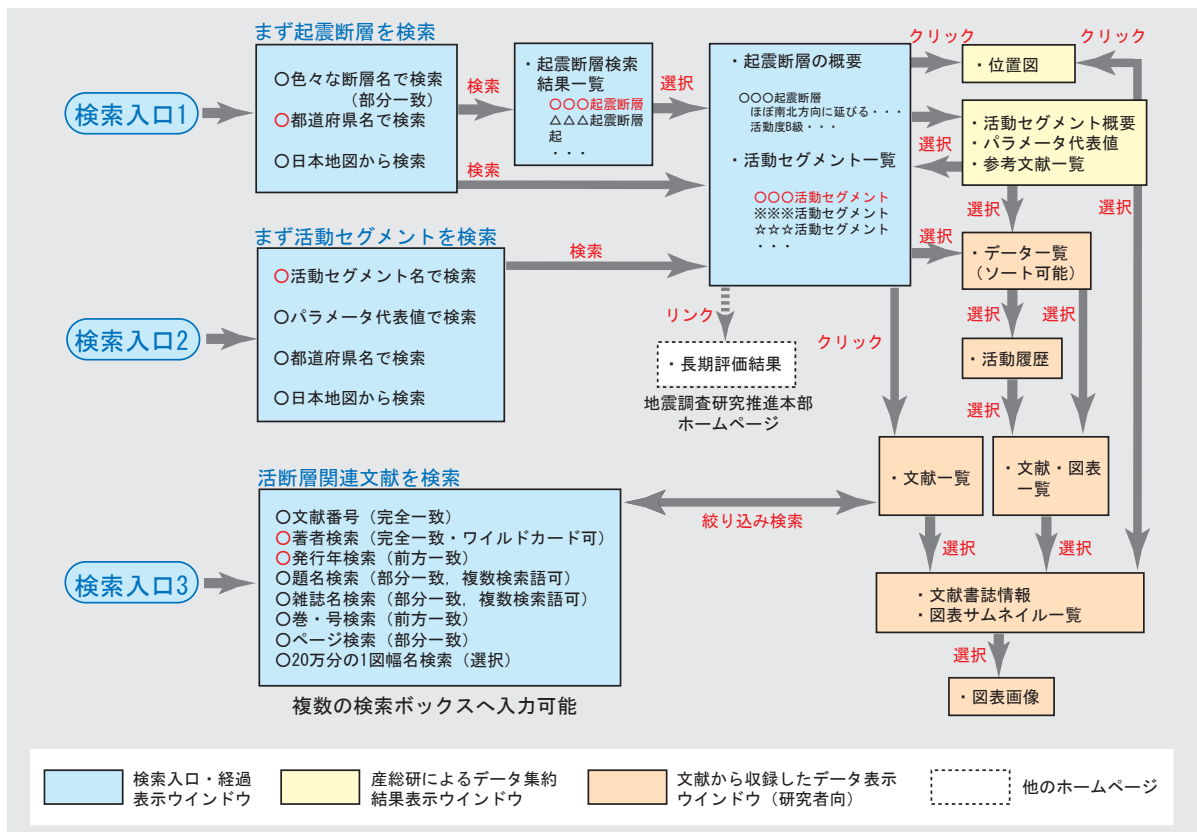 まず起震断層を検索
検索入口1
○色々な断層名で検索
(部分一致)
○都道府県名で検索
○日本地図から検索
検索
検索
・起震断層検索
結果一覧
○○○起震断層
△△△起震断層
起
・・・
選択
・起震断層の概要
○○○起震断層
ほぼ南北方向に延びる・・・
活動度B級・・・
・活動セグメント一覧
○○○活動セグメント
※※※活動セグメント
☆☆☆活動セグメント
・・・
クリック
クリック
・位置図
・活動セグメント概要
・パラメータ代表値
・参考文献一覧
選択
選択
選択
選択
・データ一覧
(ソート可能)
選択
選択
・活動履歴
選択
まず活動セグメントを検索
検索入口2
○活動セグメント名で検索
○パラメータ代表値で検索
○都道府県名で検索
○日本地図から検索
検索
リンク
・長期評価結果
地震調査研究推進本部
ホームページ
クリック
・文献一覧
・文献・図表
一覧
活断層関連文献を検索
検索入口3
○文献番号(完全一致)
○著者検索(完全一致・ワイルドカード可)
○発行年検索(前方一致)
○題名検索(部分一致,複数検索語可)
○雑誌名検索(部分一致,複数検索語可)
○巻・号検索(前方一致)
○ページ検索(部分一致)
○20万分の1図幅名検索(選択)
複数の検索ボックスへ入力可能
絞り込み検索
選択
選択
・文献書誌情報
・図表サムネイル一覧
選択
・図表画像
検索入口・経過
表示ウインドウ
産総研によるデータ集約
結果表示ウインドウ
文献から収録したデータ表示
ウインドウ(研究者向)
他のホームページ